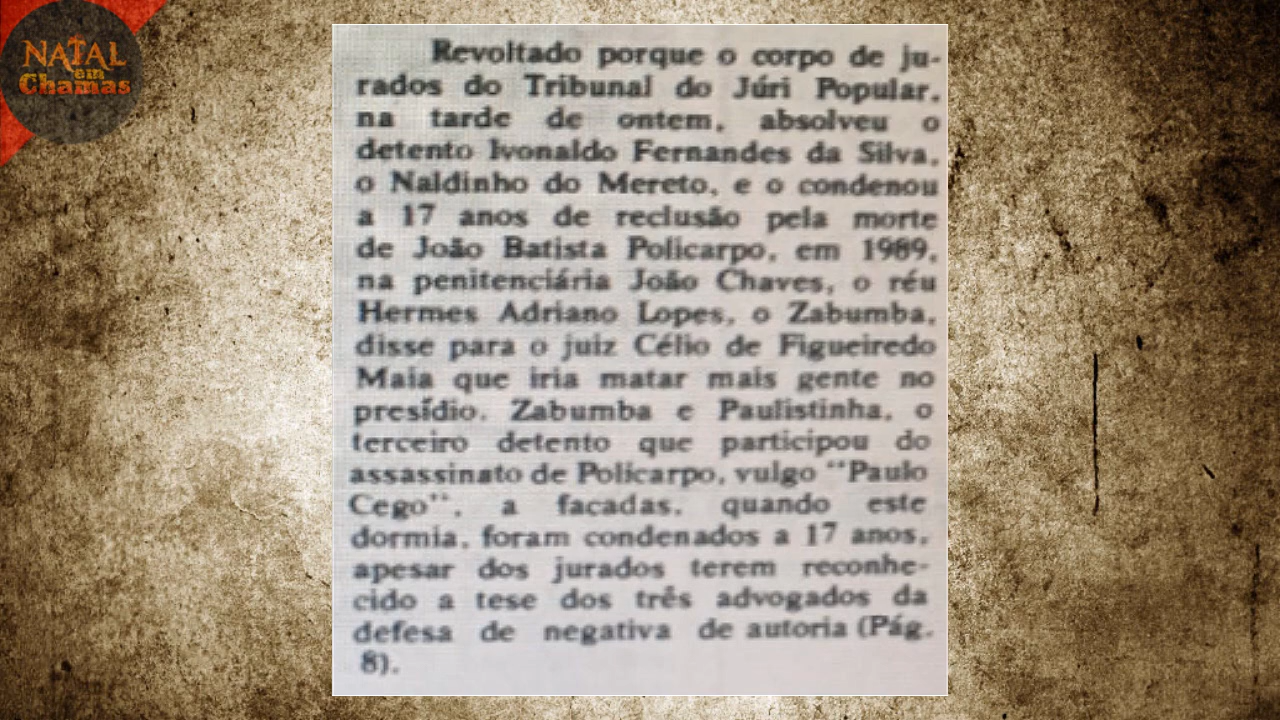 NATAL
em
Chamas
Revoltado porque o corpo de ju-
rados do Tribunal do Júri Popular,
na tarde de ontem, absolveu o
detento Ivonaldo Fernandes da Silva,
o Naldinho do Mereto, e o condenou
a 17 anos de reclusão pela morte
de João Batista Policarpo, em 1989,
na penitenciária João Chaves, o réu
Hermes Adriano Lopes, o Zabumba,
disse para o juiz Célio de Figueiredo
Maia que iria matar mais gente no
presídio. Zabumba e Paulistinha, o
terceiro detento que participou do
assassinato de Policarpo, vulgo "Paulo
Cego", a facadas, quando este
dormia, foram condenados a 17 anos,
apesar dos jurados terem reconhe-
cido a tese dos três advogados da
defesa de negativa de autoria (Pág.
8).